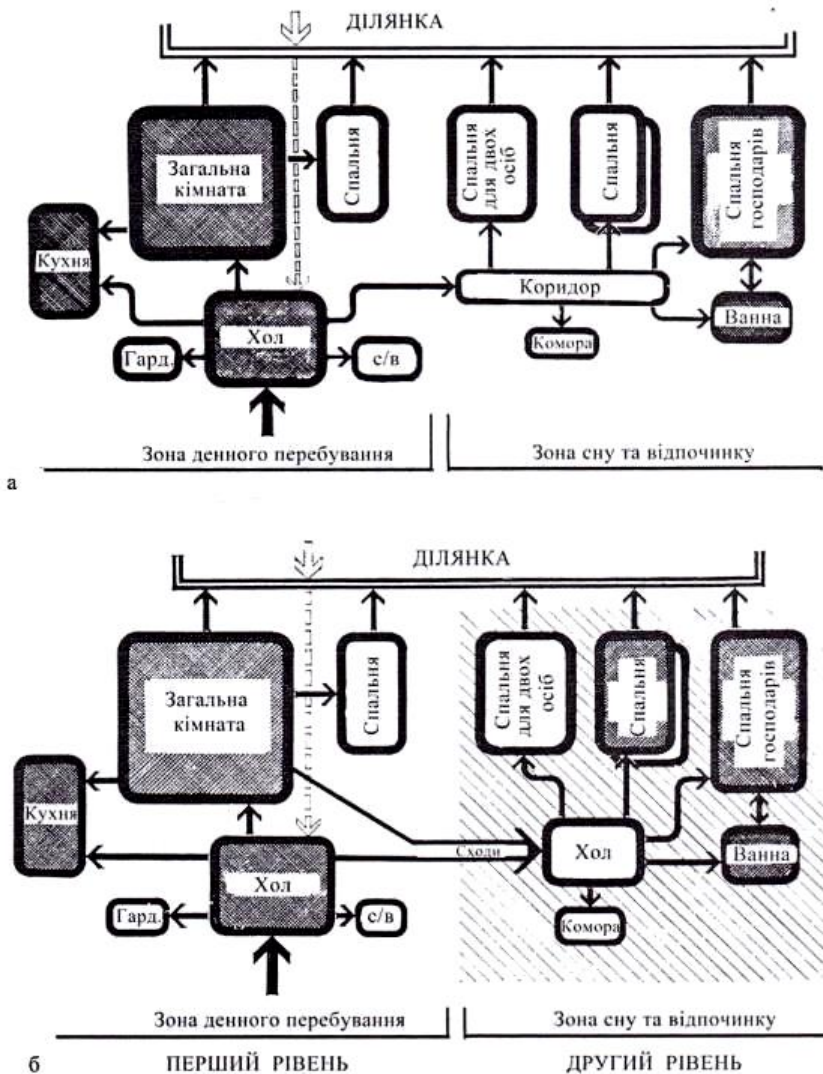 ДІЛЯНКА
Загальна
кімната
Спальня
Спальня
для двох
осіб
Спальня
Спальня
господарів
Кухня
Хол
Гард.
с/в
Коридор
Комора
Ванна
Зона денного перебування
Зона сну та відпочинку
а
ДІЛЯНКА
Загальна
кімната
Спальня
Спальня
для двох
осіб
Спальня
Спальня
господарів
Кухня
Хол
Гард.
с/в
Сходи
Хол
Комора
Ванна
Зона денного перебування
Зона сну та відпочинку
б
ПЕРШИЙ РІВЕНЬ
ДРУГИЙ РІВЕНЬ